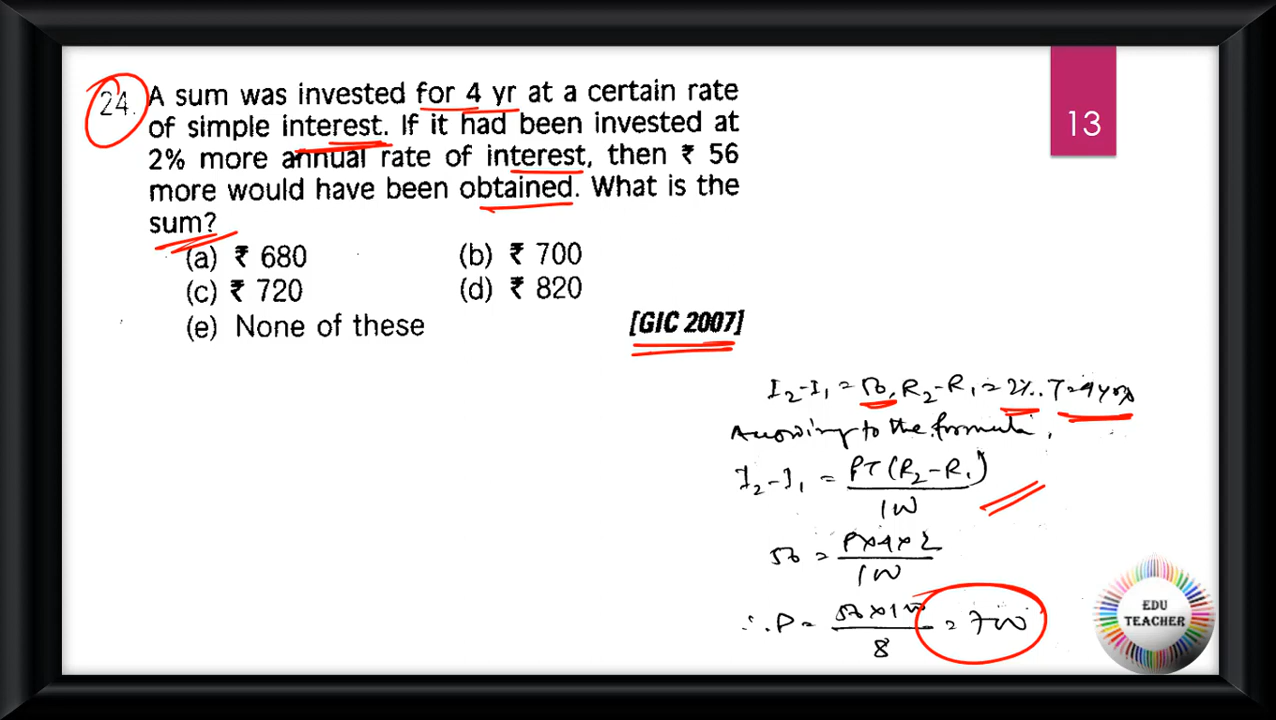 13
24. A sum was invested for 4 yr at a certain rate
of simple interest. If it had been invested at
2% more annual rate of interest, then ₹ 56
more would have been obtained. What is the
sum?
(a) ₹ 680 (b) ₹ 700
(c) ₹ 720 (d) ₹ 820
(e) None of these [GIC 2007]
I₂-I₁ = 56, R₂-R₁ = 2%. T=4yrs
According to the formula,
I₂-I₁ = PT(R₂-R₁)
100
56 = P×4×2
100
∴ P = 56×100 = 700
8
EDU
TEACHER